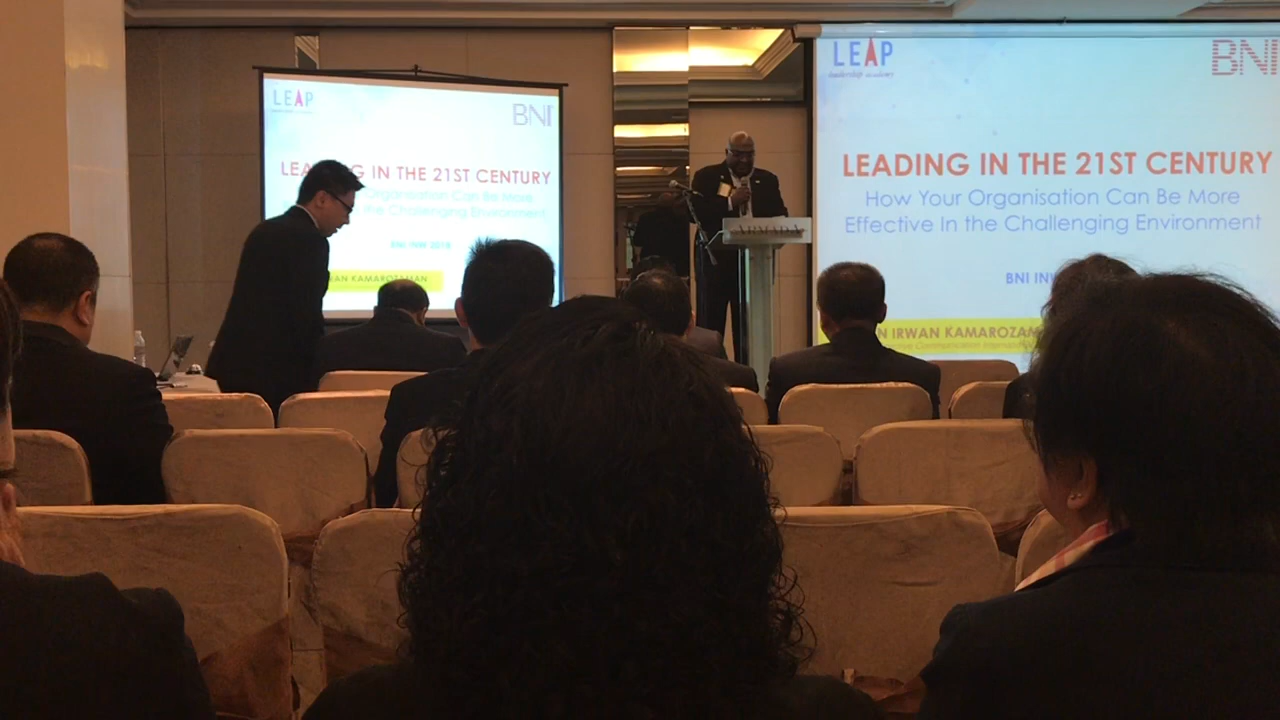 LEAP
BNI
LEADING IN THE 21ST CENTURY
Organisation Can Be More
the Challenging Environment
KAMAROZAMAN
ARMADA
LEAP
leadership academy
BNI
LEADING IN THE 21ST CENTURY
How Your Organisation Can Be More
Effective In the Challenging Environment
BNI
IRWAN KAMAROZAM